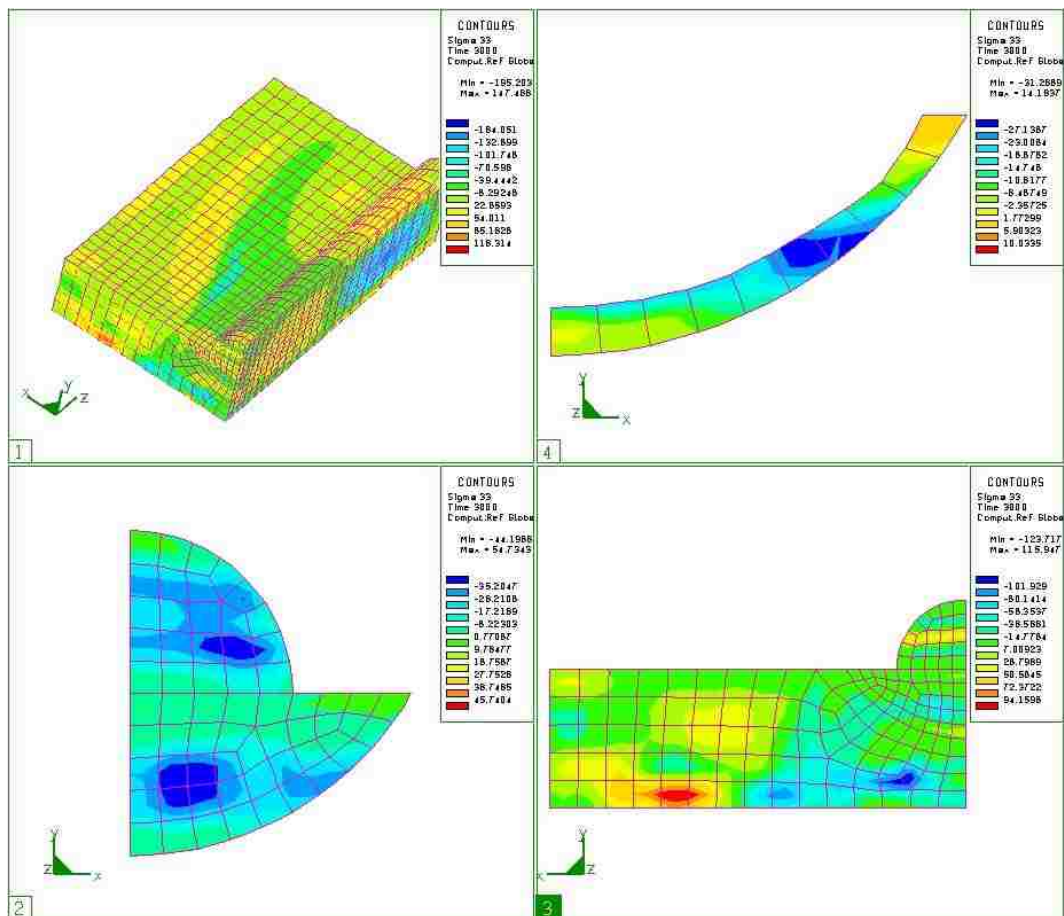 CONTOURS
Sigma 33
Time 3000
Comput.Ref Globa
Min = -195.203
Max = 147.488
-164.051
-132.899
-101.748
-70.596
-39.4442
-8.29248
22.8593
54.011
85.1628
116.314
x y z
1
CONTOURS
Sigma 33
Time 3000
Comput.Ref Globa
Min = -31.2689
Max = 14.1637
-27.1387
-23.0084
-18.8782
-14.748
-10.6177
-6.48749
-2.35725
1.77299
5.90323
10.0335
y
z x
4
CONTOURS
Sigma 33
Time 3000
Comput.Ref Globa
Min = -44.1986
Max = 54.7343
-35.2047
-26.2108
-17.2169
-8.22303
0.77087
9.76477
18.7587
27.7526
36.7465
45.7404
y
z x
2
CONTOURS
Sigma 33
Time 3000
Comput.Ref Globa
Min = -123.717
Max = 115.947
-101.929
-80.1414
-58.3537
-36.5661
-14.7784
7.00923
28.7969
50.5845
72.3722
94.1598
y
x z
3